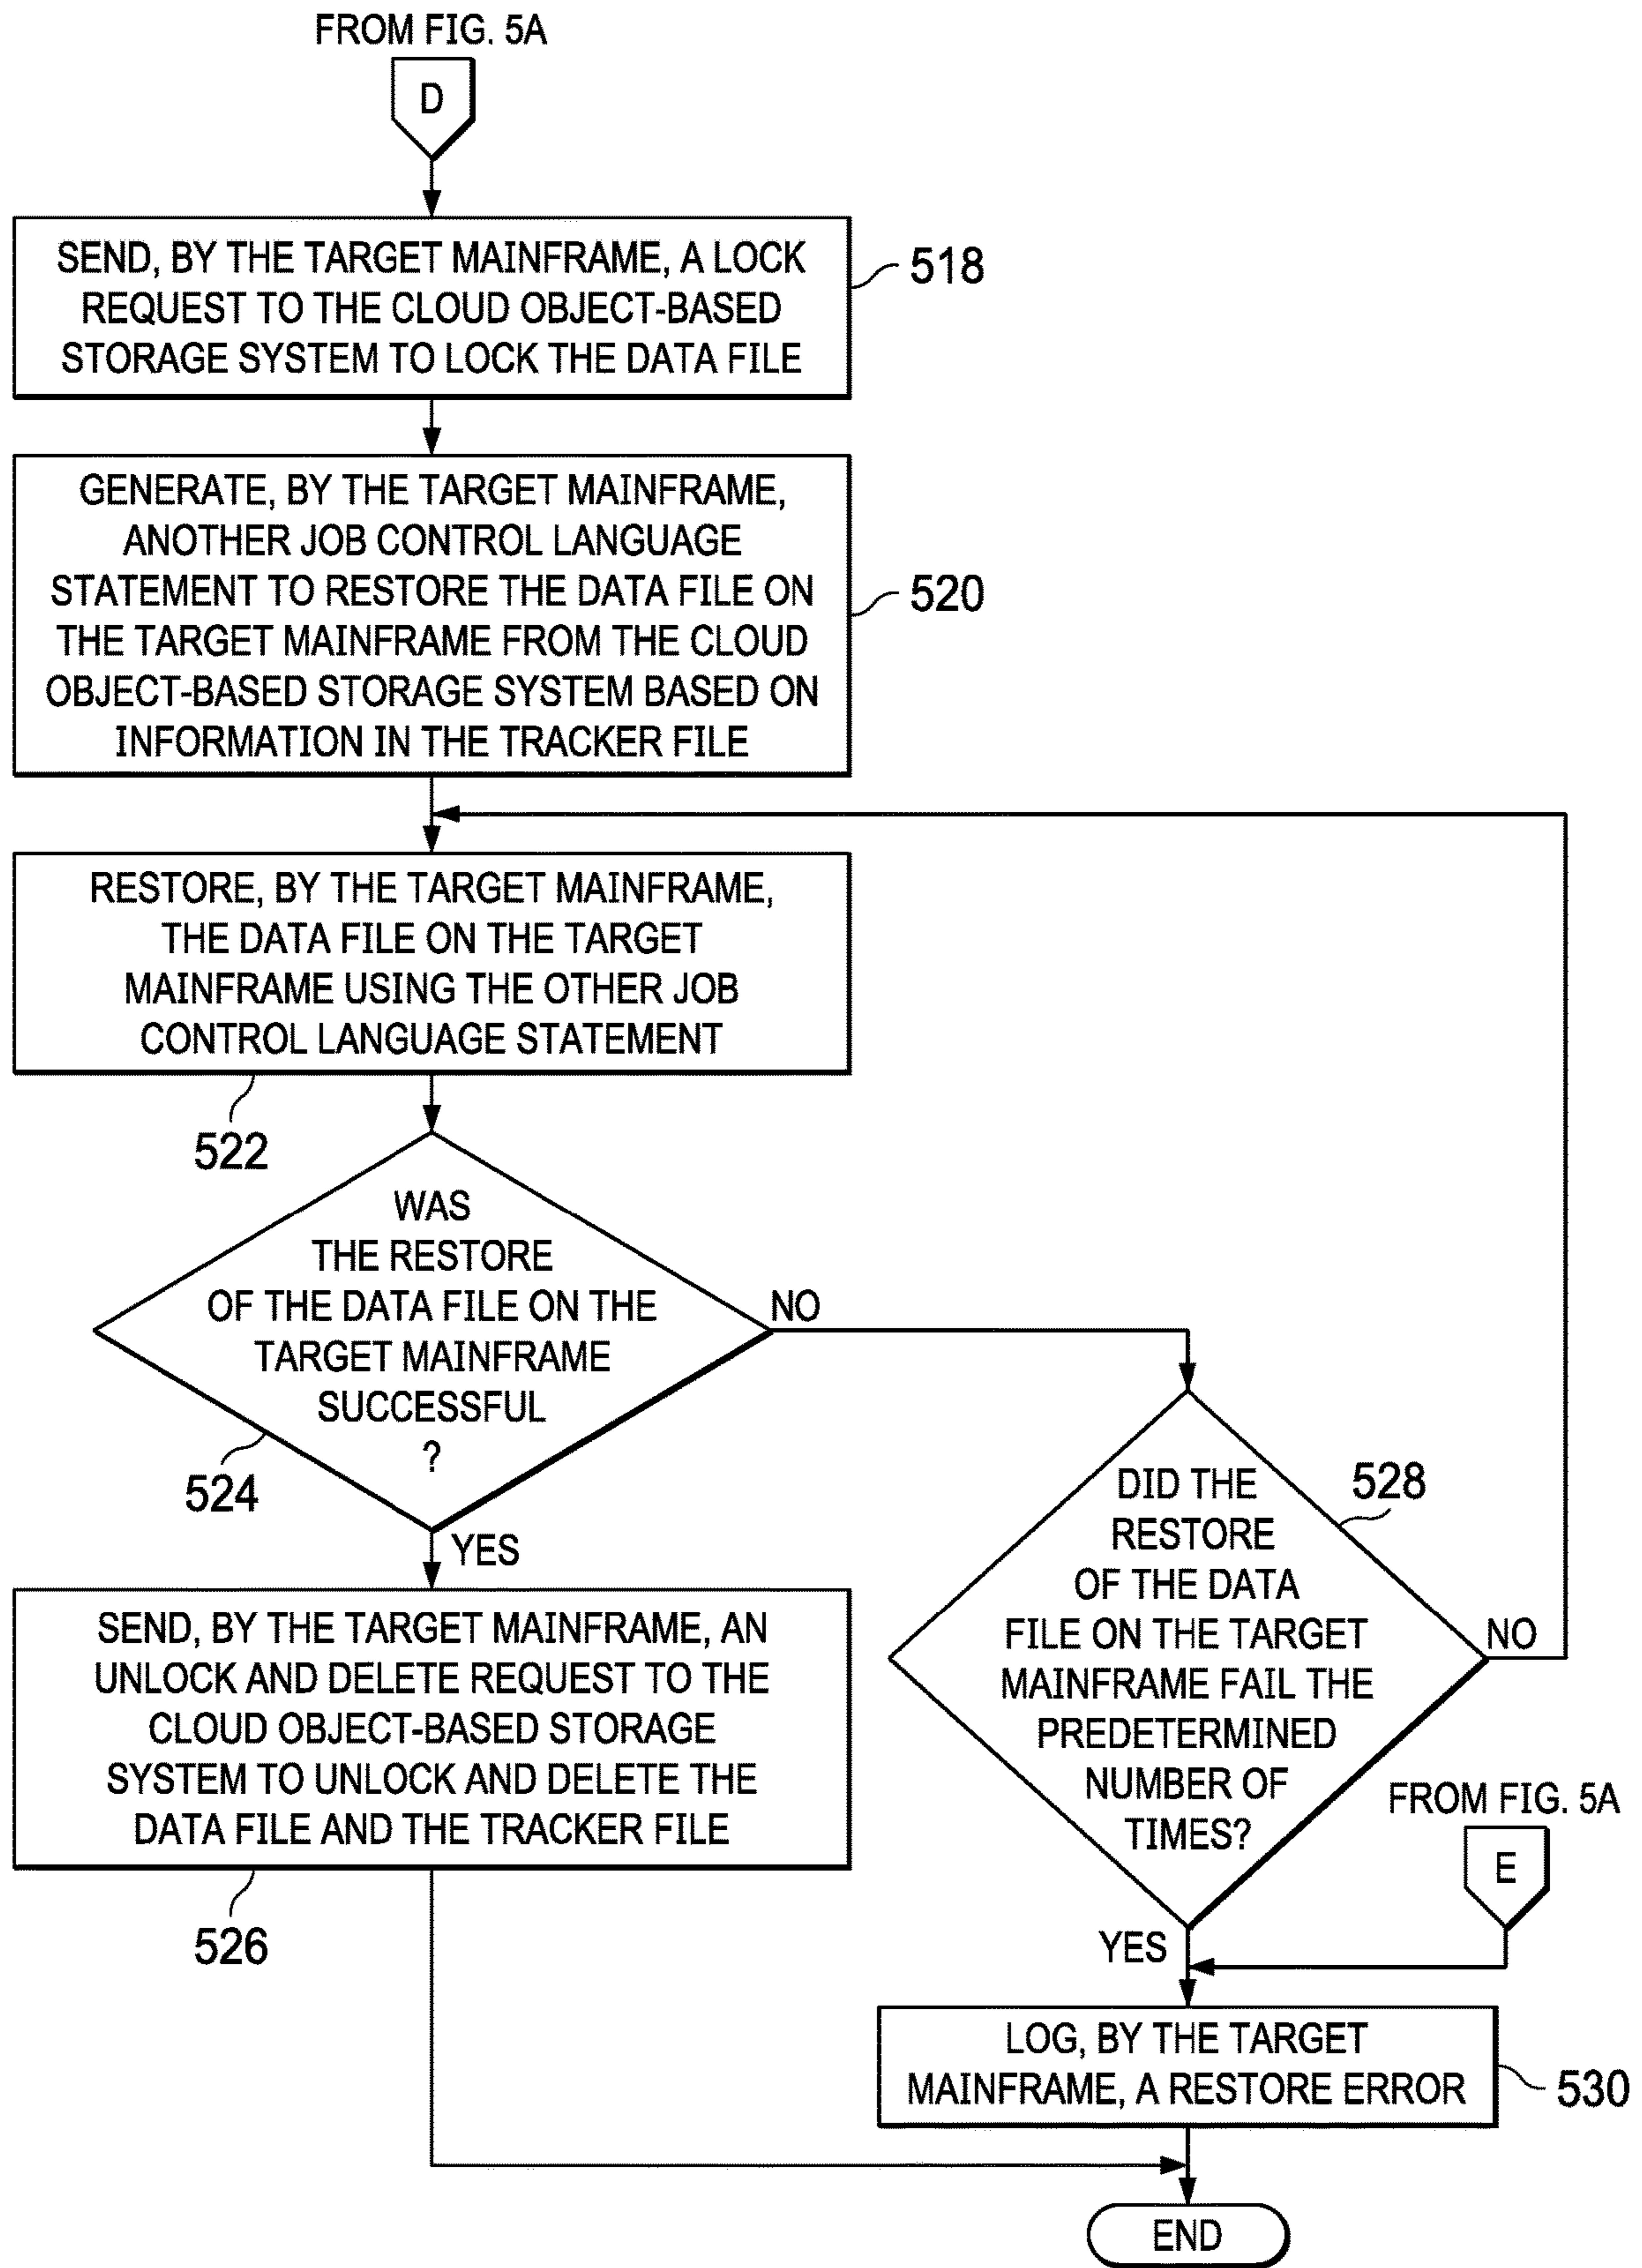 FROM FIG. 5A
D
SEND, BY THE TARGET MAINFRAME, A LOCK
REQUEST TO THE CLOUD OBJECT-BASED
STORAGE SYSTEM TO LOCK THE DATA FILE
518
GENERATE, BY THE TARGET MAINFRAME,
ANOTHER JOB CONTROL LANGUAGE
STATEMENT TO RESTORE THE DATA FILE ON
THE TARGET MAINFRAME FROM THE CLOUD
OBJECT-BASED STORAGE SYSTEM BASED ON
INFORMATION IN THE TRACKER FILE
520
RESTORE, BY THE TARGET MAINFRAME,
THE DATA FILE ON THE TARGET
MAINFRAME USING THE OTHER JOB
CONTROL LANGUAGE STATEMENT
522
WAS
THE RESTORE
OF THE DATA FILE ON THE
TARGET MAINFRAME
SUCCESSFUL
?
NO
524
YES
SEND, BY THE TARGET MAINFRAME, AN
UNLOCK AND DELETE REQUEST TO THE
CLOUD OBJECT-BASED STORAGE
SYSTEM TO UNLOCK AND DELETE THE
DATA FILE AND THE TRACKER FILE
526
DID THE
RESTORE
OF THE DATA
FILE ON THE TARGET
MAINFRAME FAIL THE
PREDETERMINED
NUMBER OF
TIMES?
528
NO
YES
FROM FIG. 5A
E
LOG, BY THE TARGET
MAINFRAME, A RESTORE ERROR
530
END